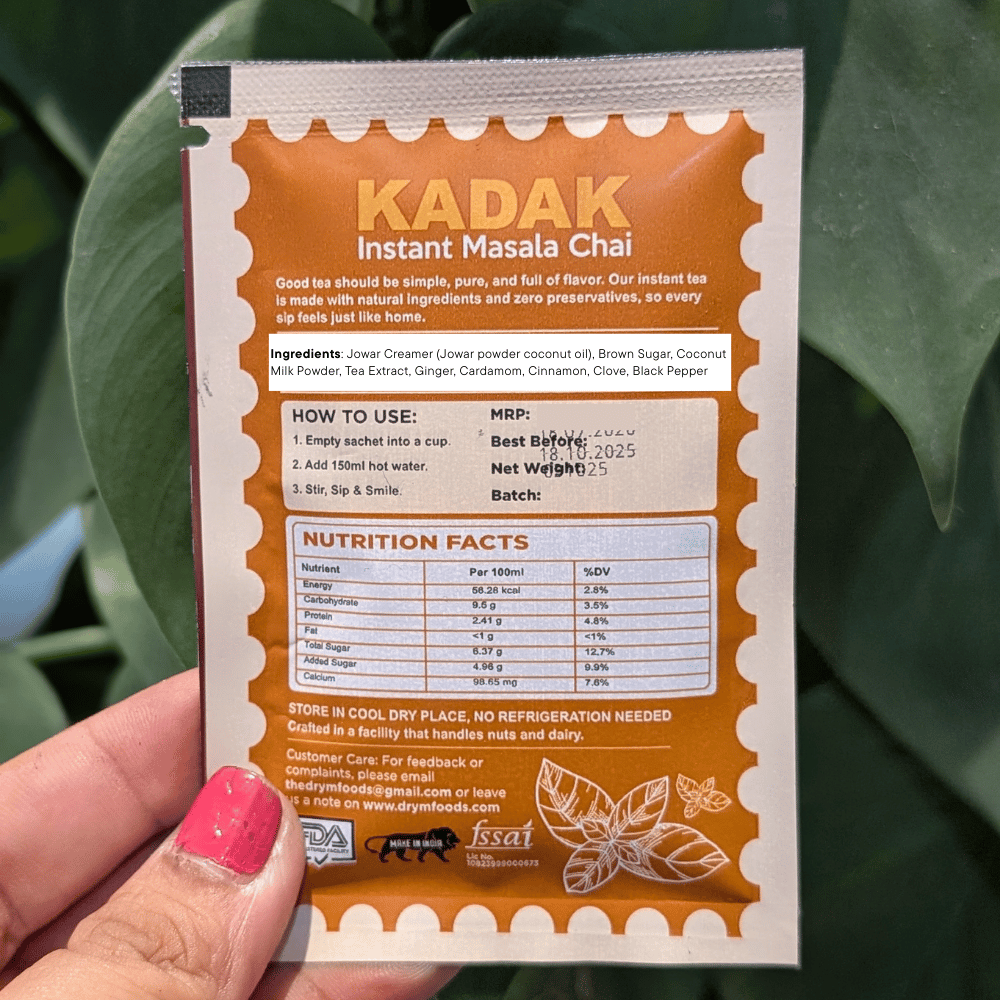 KADAK
Instant Masala Chai
Good tea should be simple, pure, and full of flavor. Our instant tea
is made with natural ingredients and zero preservatives, so every
sip feels just like home.
Ingredients: Jowar Creamer (Jowar powder coconut oil), Brown Sugar, Coconut
Milk Powder, Tea Extract, Ginger, Cardamom, Cinnamon, Clove, Black Pepper
HOW TO USE:
1. Empty sachet into a cup.
2. Add 150ml hot water.
3. Stir, Sip & Smile.
MRP:
Best Before:
18.10.2025
Net Weight:
Batch:
NUTRITION FACTS
Nutrient Per 100ml %DV
Energy 56.28 kcal 2.8%
Carbohydrate 9.5 g 3.5%
Protein 2.41 g 4.8%
Fat <1 g <1%
Total Sugar 6.37 g 12.7%
Added Sugar 4.96 g 9.9%
Calcium 98.65 mg 7.6%
STORE IN COOL DRY PLACE, NO REFRIGERATION NEEDED
Crafted in a facility that handles nuts and dairy.
Customer Care: For feedback or
complaints, please email
thedrymfoods@gmail.com or leave
us a note on www.drymfoods.com
FDA
MAKE IN INDIA
fssai
Lic No.